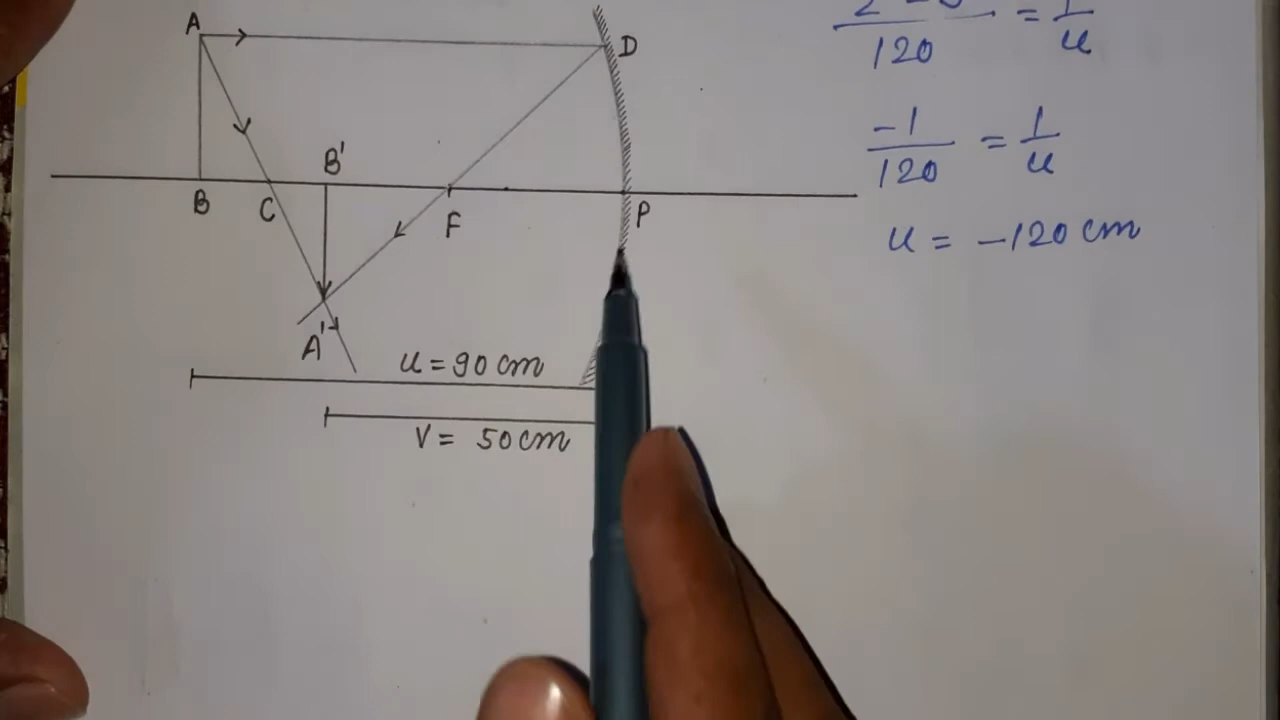 A
D
B'
B
C
F
P
A'
u = 90 cm
V = 50 cm
120 = 1/u
-1/120 = 1/u
u = -120 cm